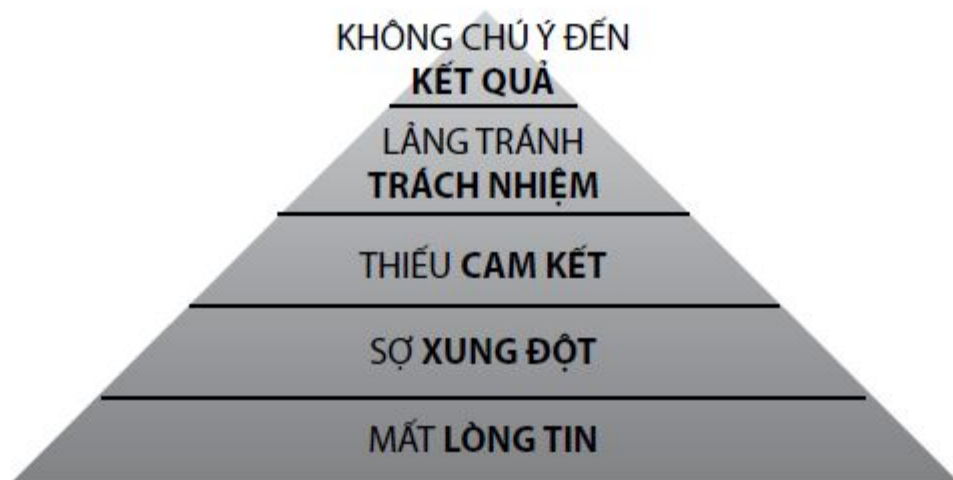 KHÔNG CHÚ Ý ĐẾN
KẾT QUẢ
LẢNG TRÁNH
TRÁCH NHIỆM
THIẾU CAM KẾT
SỢ XUNG ĐỘT
MẤT LÒNG TIN